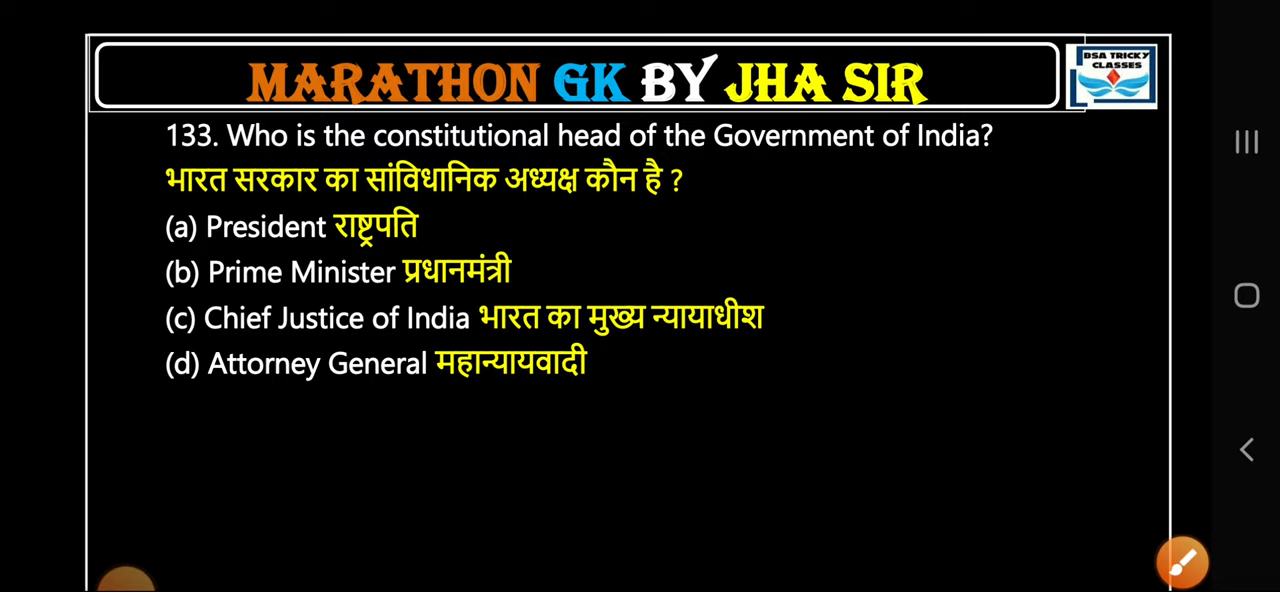 MARATHON GK BY JHA SIR
DSA TRICKY
CLASSES
133. Who is the constitutional head of the Government of India?
भारत सरकार का सांविधानिक अध्यक्ष कौन है ?
(a) President राष्ट्रपति
(b) Prime Minister प्रधानमंत्री
(c) Chief Justice of India भारत का मुख्य न्यायाधीश
(d) Attorney General महान्यायवादी